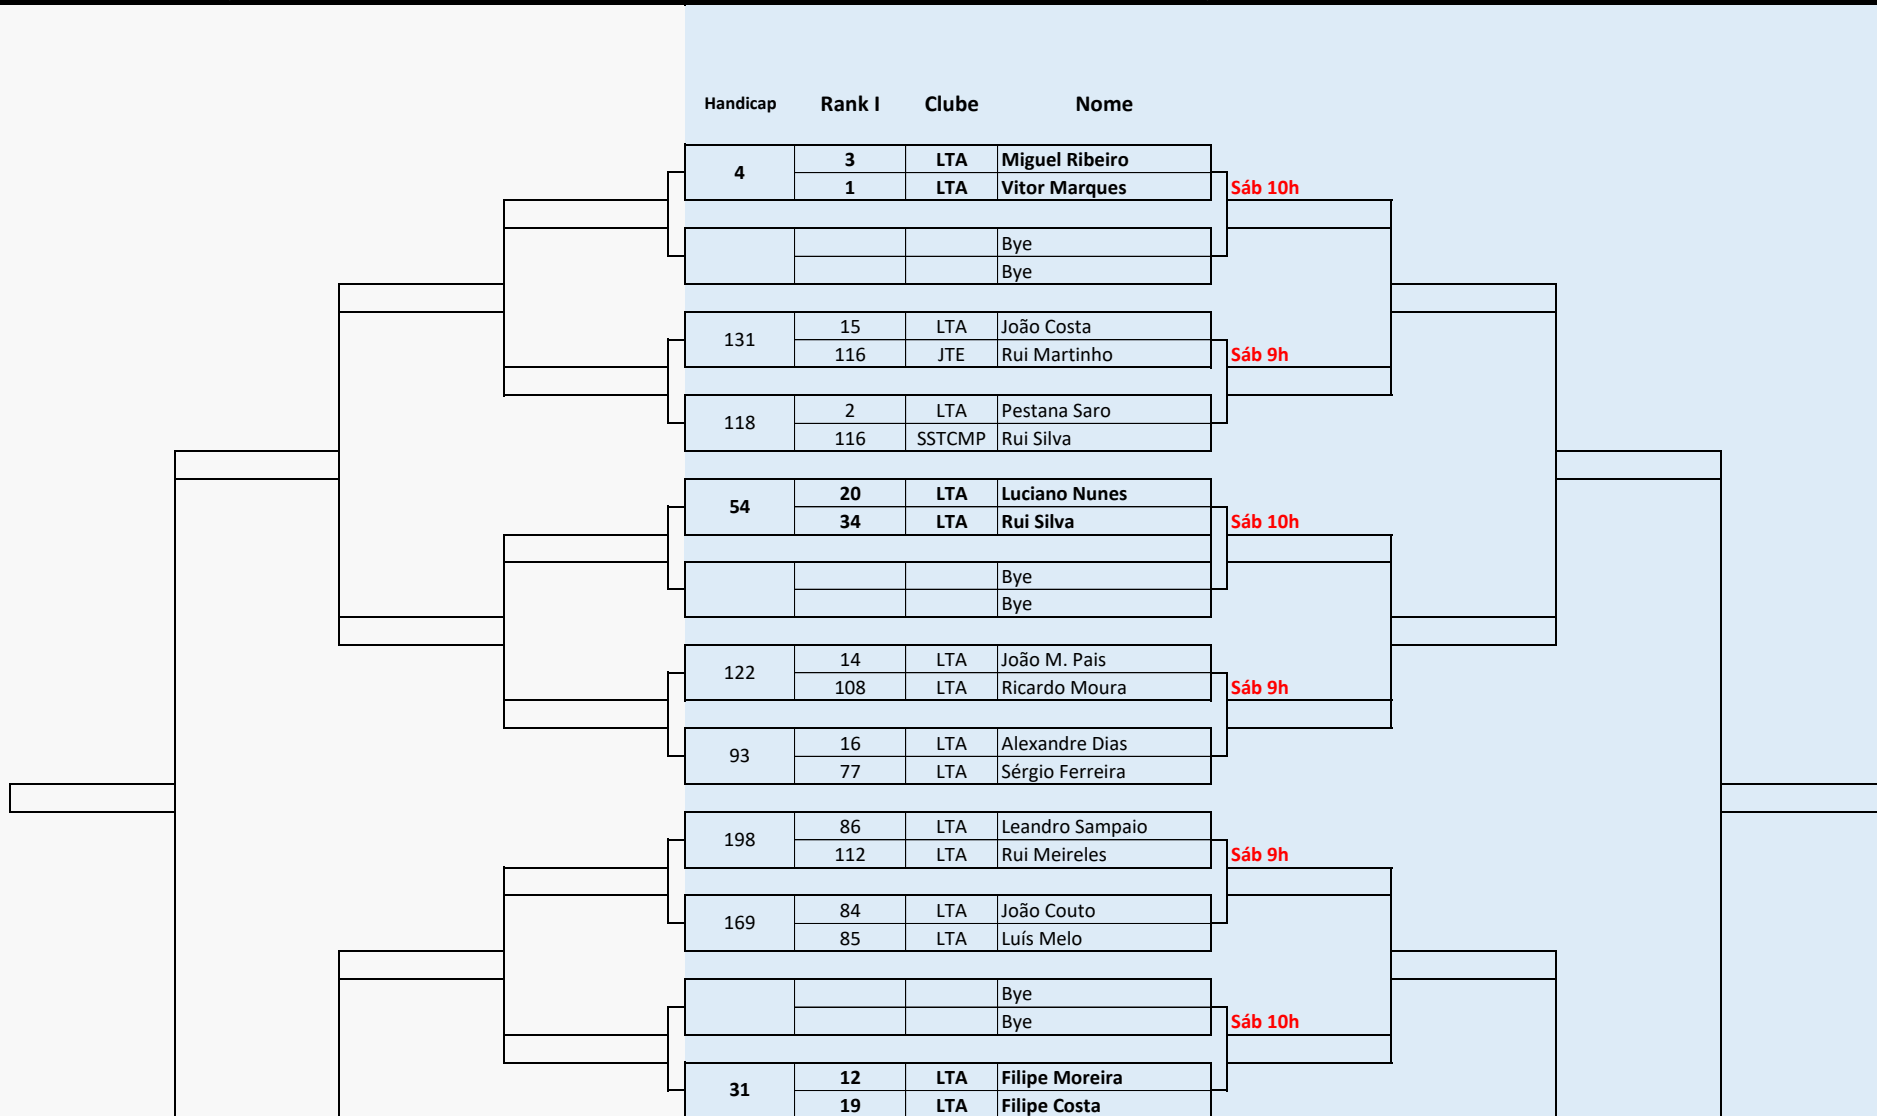 Handicap Rank I Clube Nome
4 3 LTA Miguel Ribeiro
1 LTA Vitor Marques Sáb 10h
Bye
Bye
131 15 LTA João Costa
116 JTE Rui Martinho Sáb 9h
118 2 LTA Pestana Saro
116 SSTCMP Rui Silva
54 20 LTA Luciano Nunes
34 LTA Rui Silva Sáb 10h
Bye
Bye
122 14 LTA João M. Pais
108 LTA Ricardo Moura Sáb 9h
93 16 LTA Alexandre Dias
77 LTA Sérgio Ferreira
198 86 LTA Leandro Sampaio
112 LTA Rui Meireles Sáb 9h
169 84 LTA João Couto
85 LTA Luís Melo
Bye
Bye Sáb 10h
31 12 LTA Filipe Moreira
19 LTA Filipe Costa